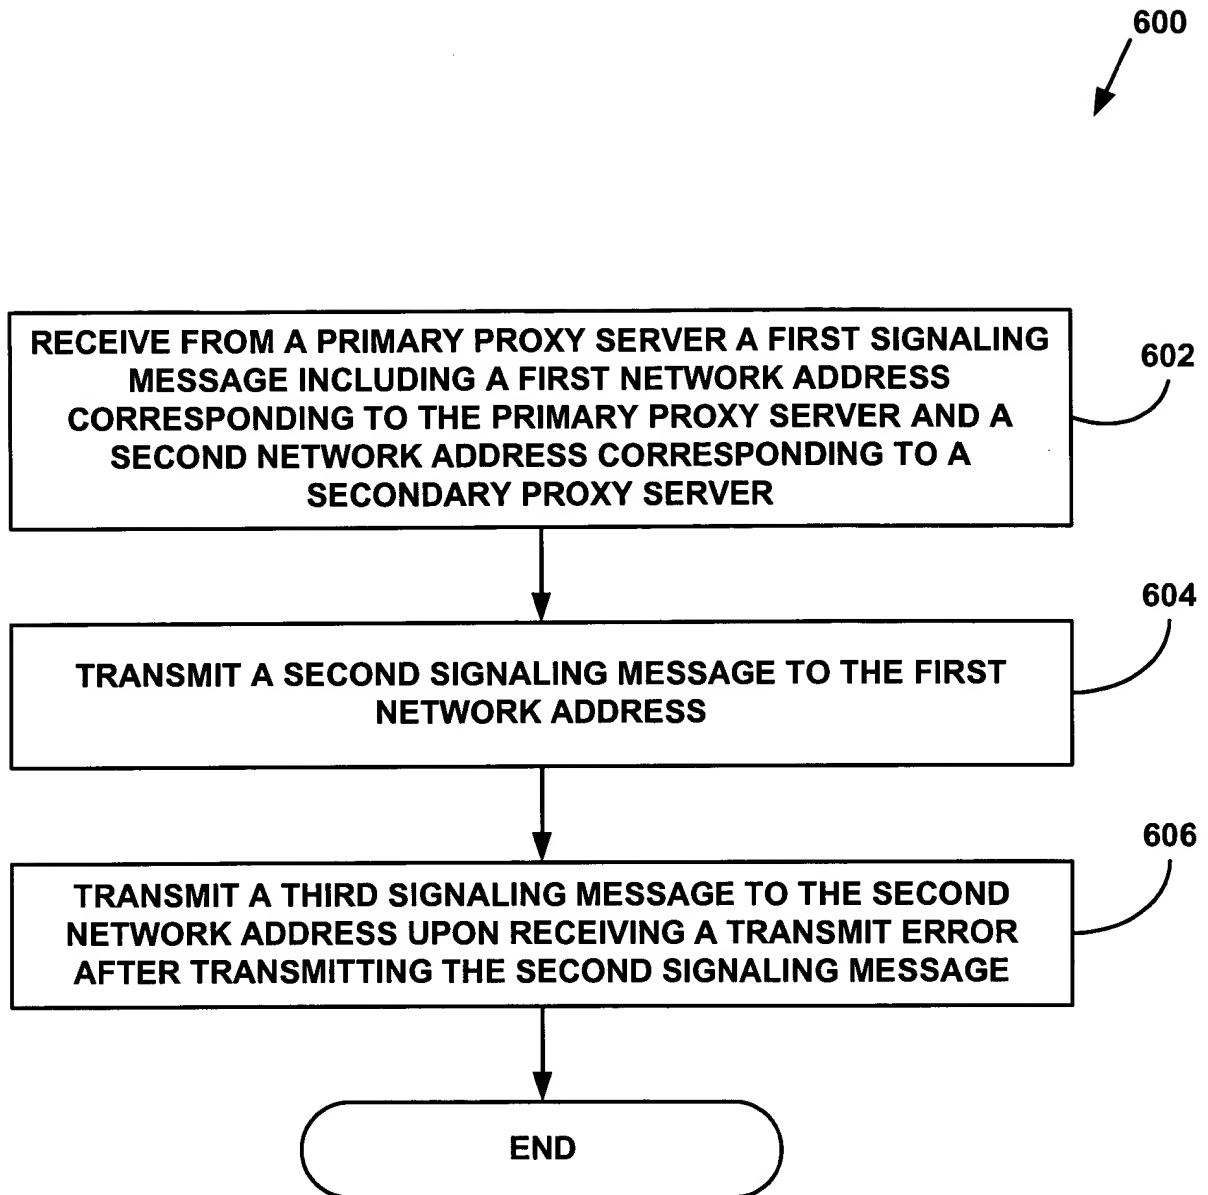 600
RECEIVE FROM A PRIMARY PROXY SERVER A FIRST SIGNALING
MESSAGE INCLUDING A FIRST NETWORK ADDRESS
CORRESPONDING TO THE PRIMARY PROXY SERVER AND A
SECOND NETWORK ADDRESS CORRESPONDING TO A
SECONDARY PROXY SERVER
602
TRANSMIT A SECOND SIGNALING MESSAGE TO THE FIRST
NETWORK ADDRESS
604
TRANSMIT A THIRD SIGNALING MESSAGE TO THE SECOND
NETWORK ADDRESS UPON RECEIVING A TRANSMIT ERROR
AFTER TRANSMITTING THE SECOND SIGNALING MESSAGE
606
END